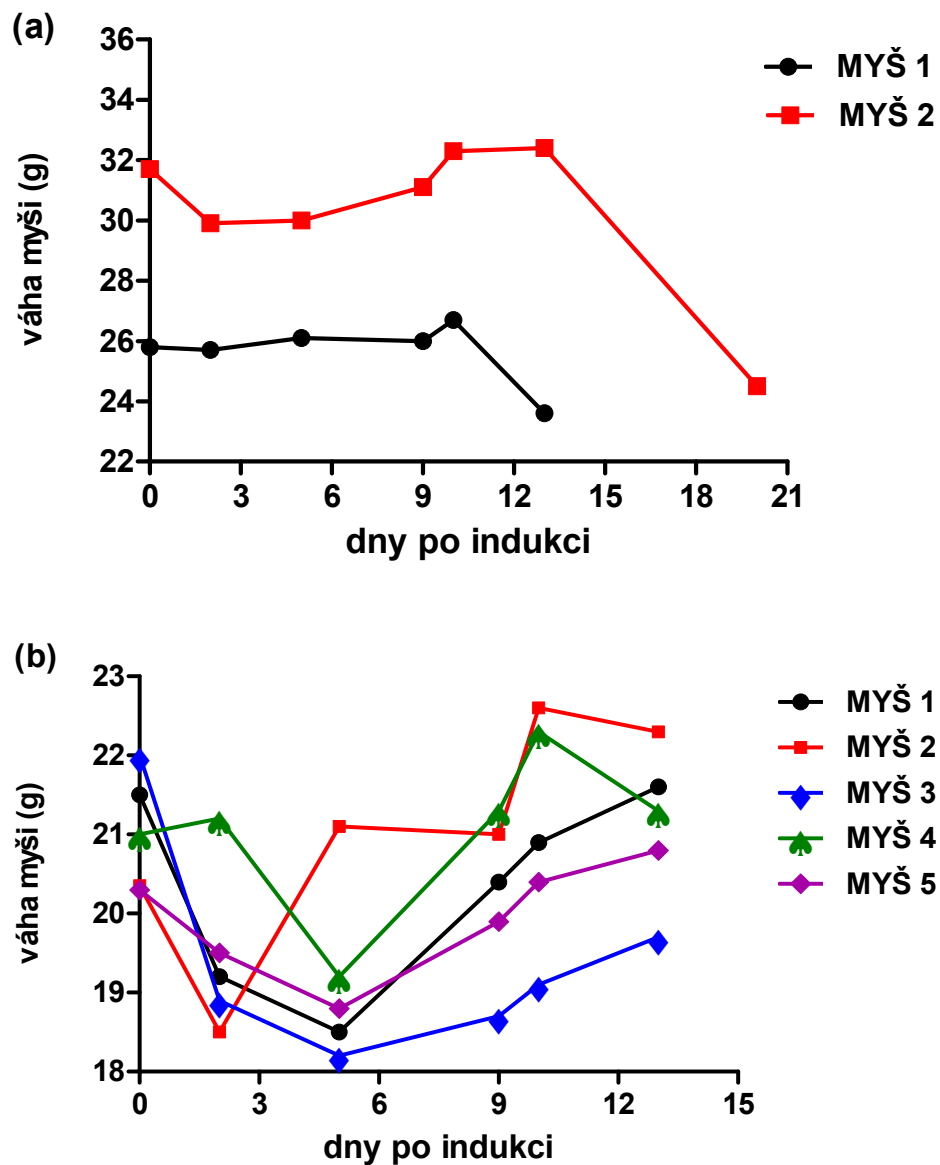 (a)
36
34
32
30
28
26
24
22
váha myši (g)
0 3 6 9 12 15 18 21
dny po indukci
MYŠ 1
MYŠ 2
(b)
23
22
21
20
19
18
váha myši (g)
0 3 6 9 12 15
dny po indukci
MYŠ 1
MYŠ 2
MYŠ 3
MYŠ 4
MYŠ 5